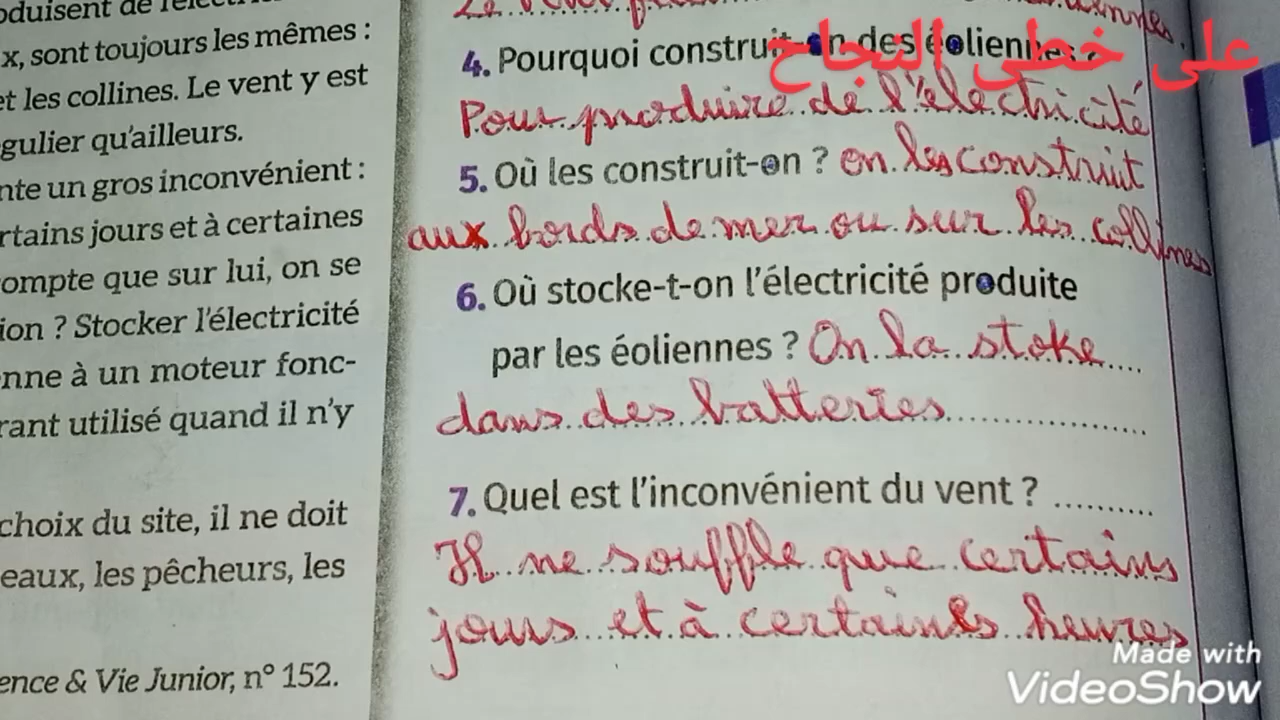 oduisent de l'électri
x, sont toujours les mêmes :
et les collines. Le vent y est
gulier qu'ailleurs.
nte un gros inconvénient :
rtains jours et à certaines
ompte que sur lui, on se
ion ? Stocker l'électricité
nne à un moteur fonc-
rant utilisé quand il n'y
choix du site, il ne doit
eaux, les pêcheurs, les
ence & Vie Junior, n° 152.
Le
4. Pourquoi construit-on des éoliennes ?
Pour produire de l'électricité
5. Où les construit-on ? on les construit
aux bords de mer ou sur les collines
6. Où stocke-t-on l'électricité produite
par les éoliennes ? On la stoke
dans des batteries
7. Quel est l'inconvénient du vent ?
Il ne souffle que certains
jours et à certaines heures
على خطى النجاح
Made with
VideoShow